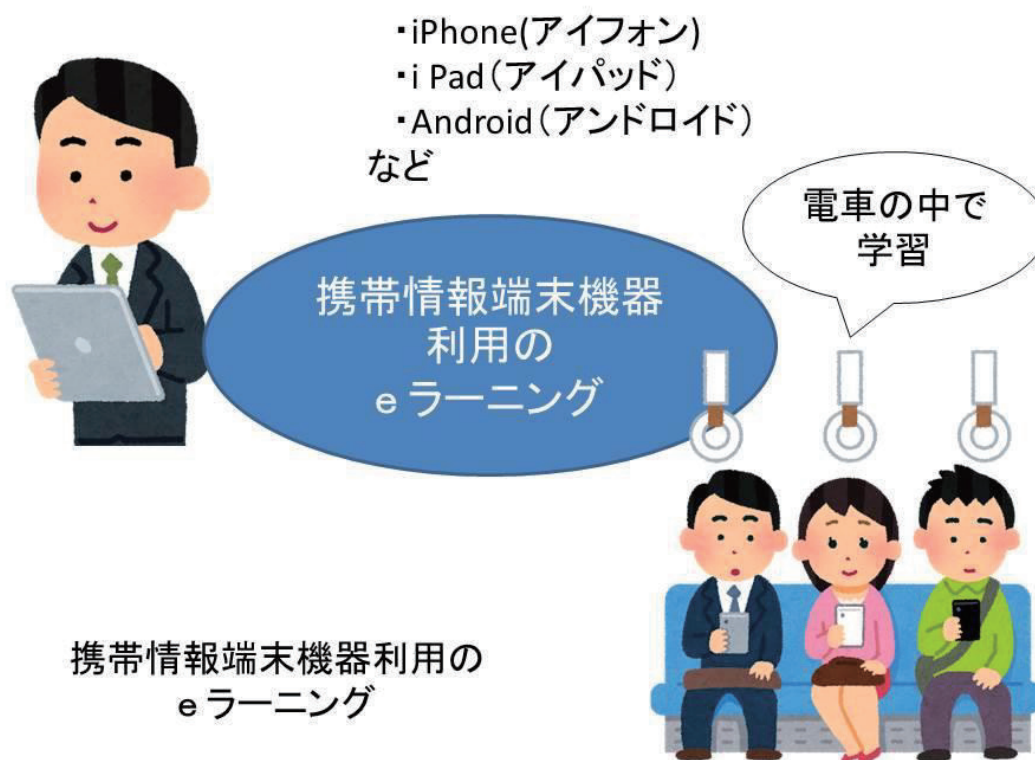 ・iPhone(アイフォン)
・i Pad(アイパッド)
・Android(アンドロイド)
など
電車の中で
学習
携帯情報端末機器
利用の
e ラーニング
携帯情報端末機器利用の
e ラーニング